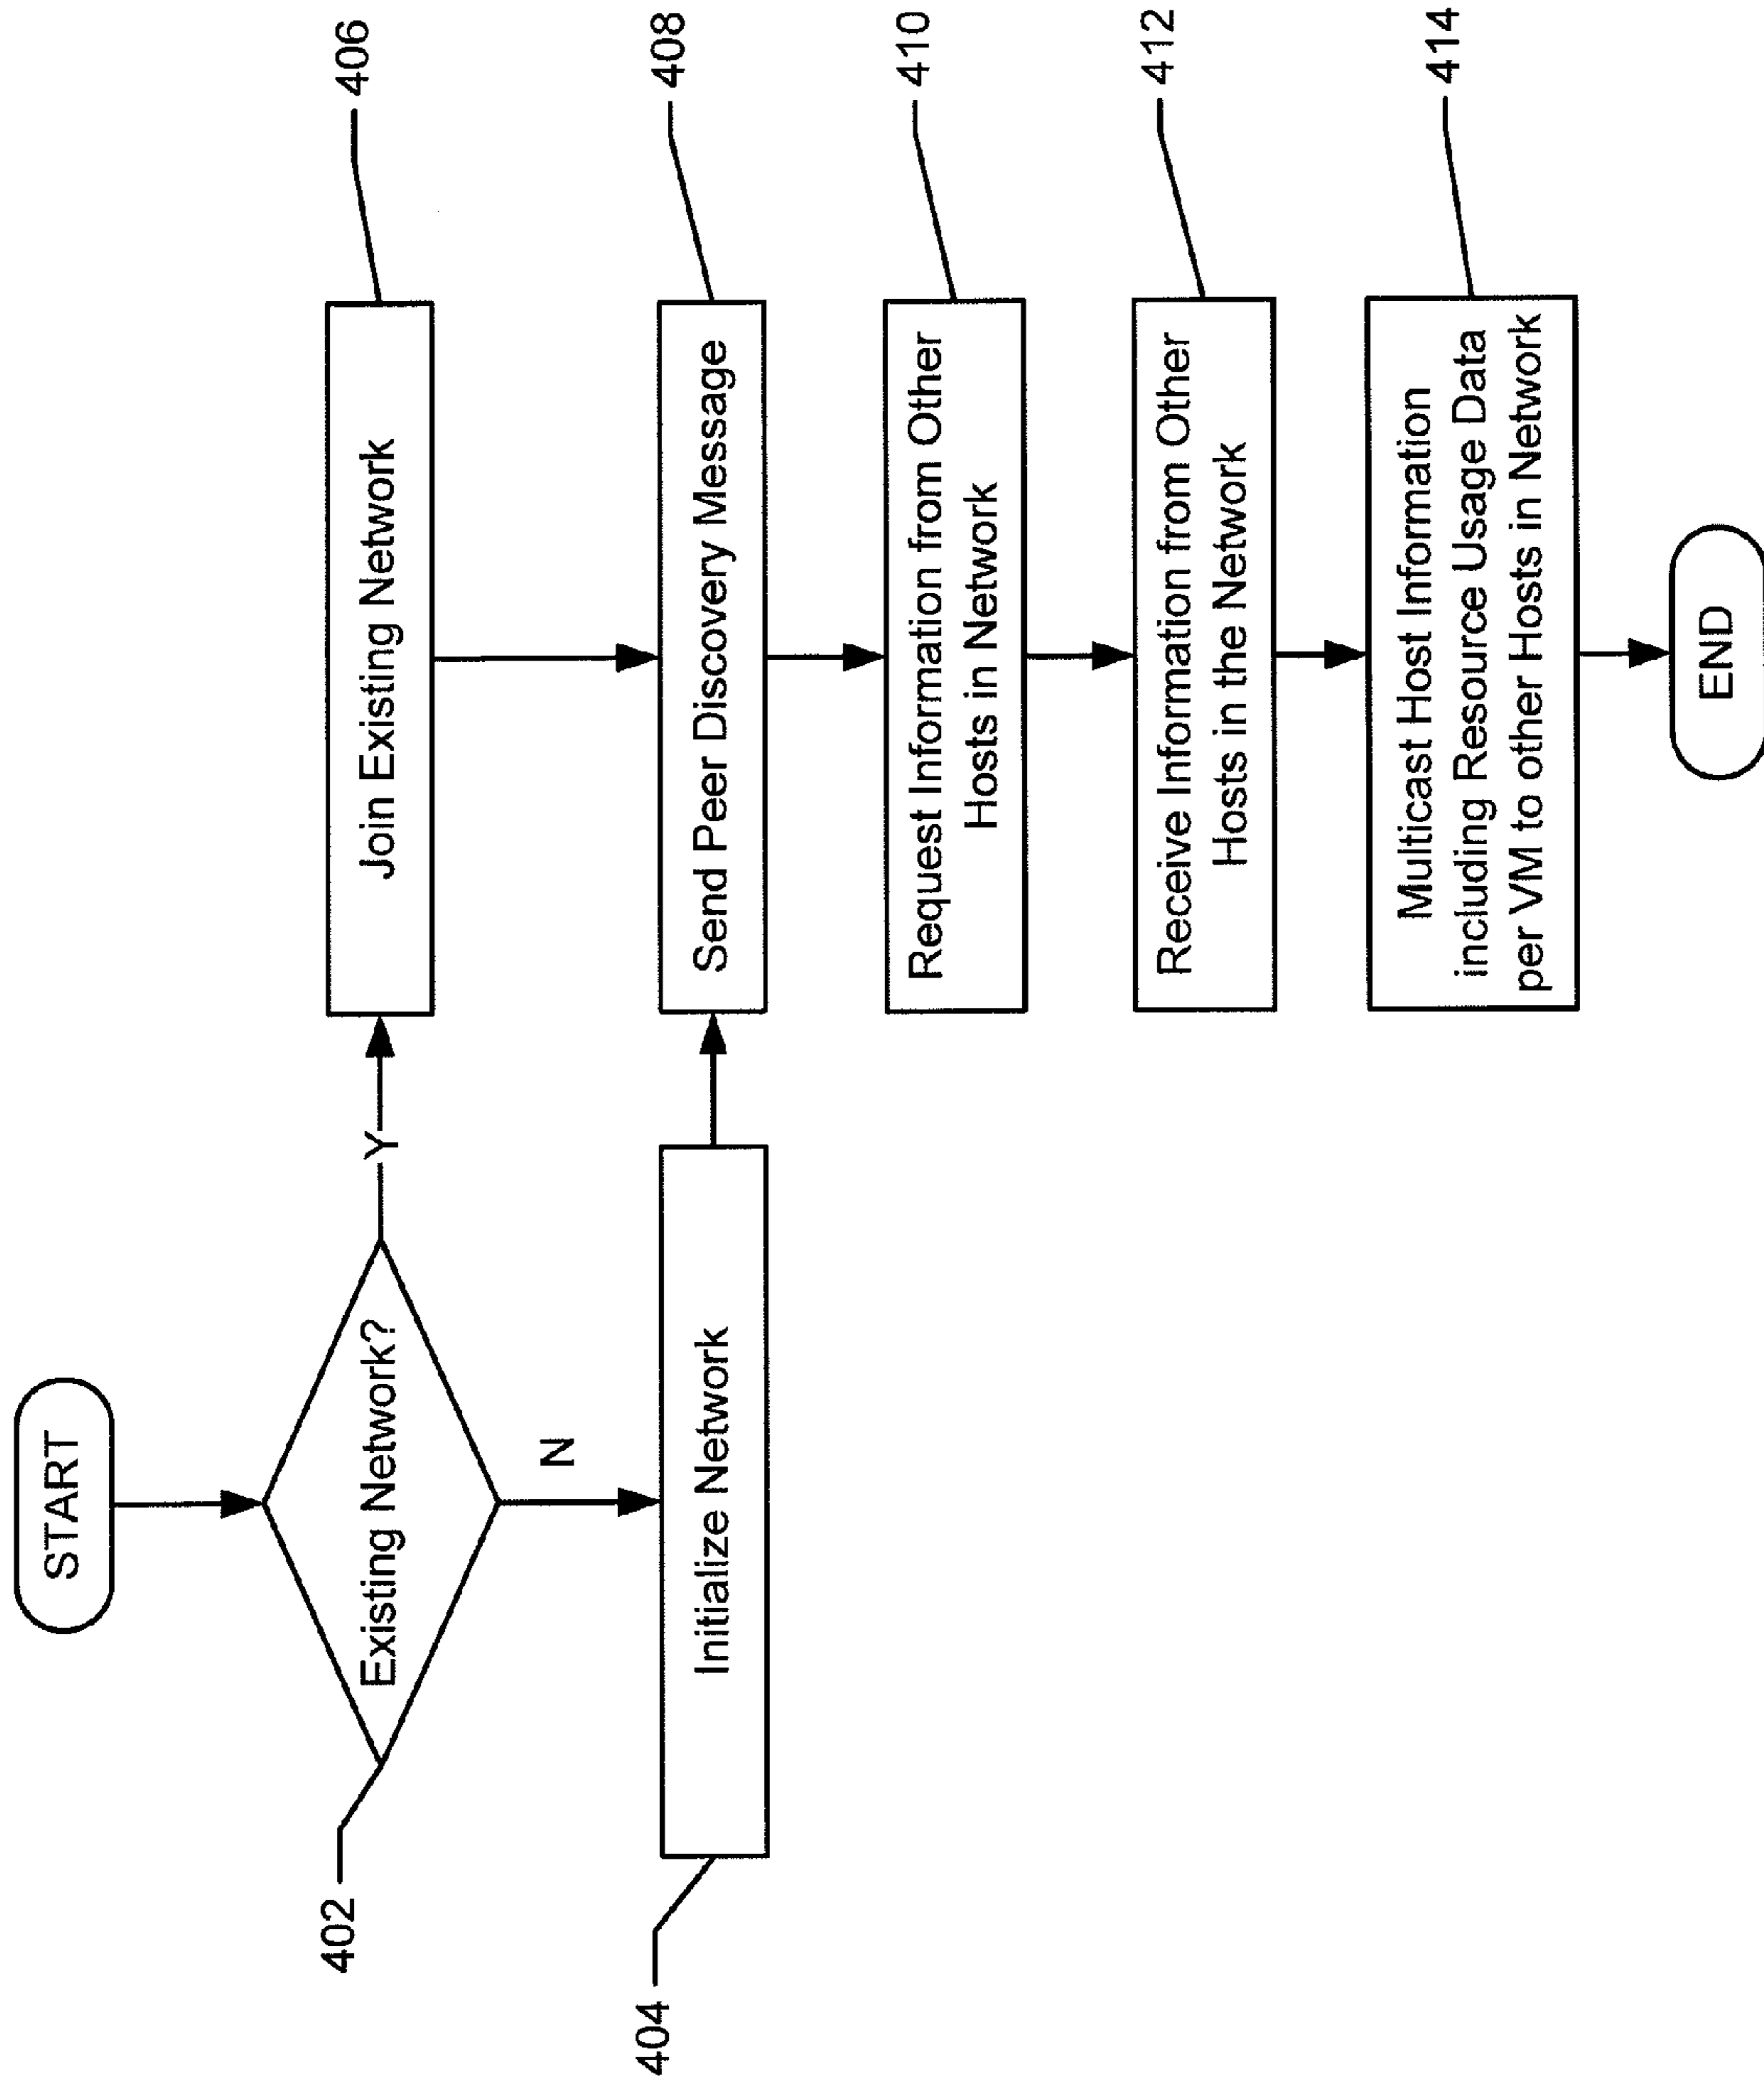 START
402
Existing Network?
Y
N
404
Initialize Network
406
Join Existing Network
408
Send Peer Discovery Message
410
Request Information from Other
Hosts in Network
412
Receive Information from Other
Hosts in the Network
414
Multicast Host Information
including Resource Usage Data
per VM to other Hosts in Network
END